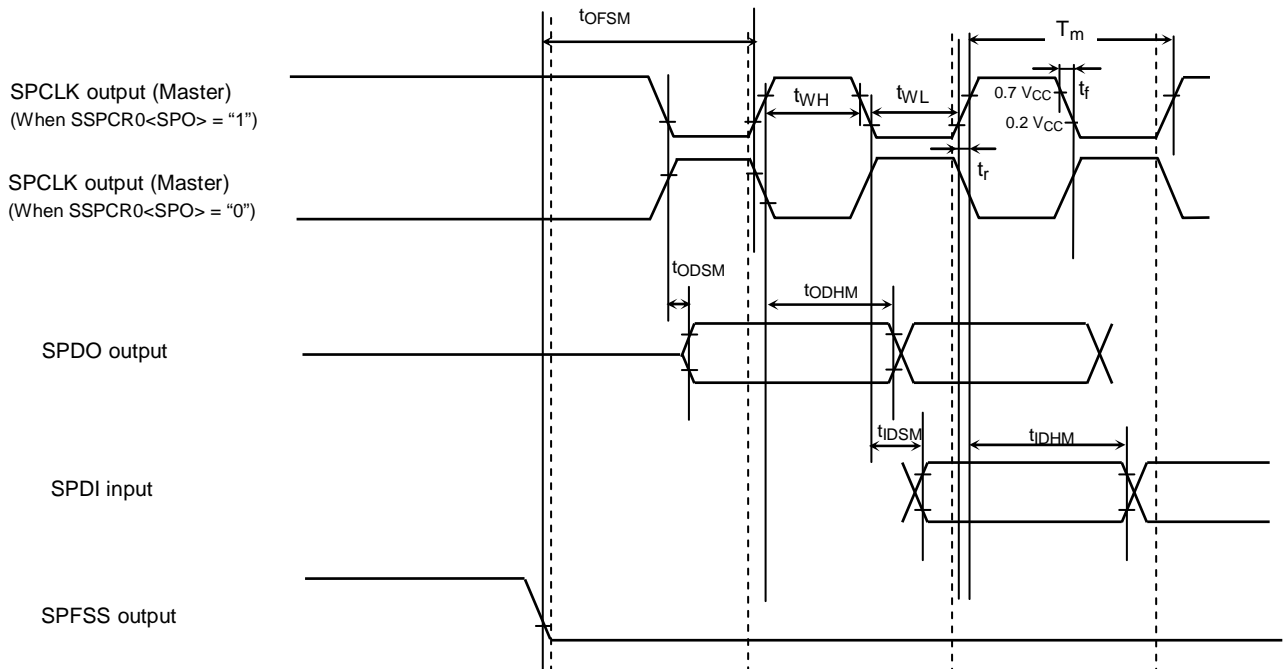 tOFSM
Tm
SPCLK output (Master)
(When SSPCR0<SPO> = “1”)
tWH
tWL
0.7 VCC
tf
0.2 VCC
tr
SPCLK output (Master)
(When SSPCR0<SPO> = “0”)
tODSM
tODHM
SPDO output
tIDSM
tIDHM
SPDI input
SPFSS output